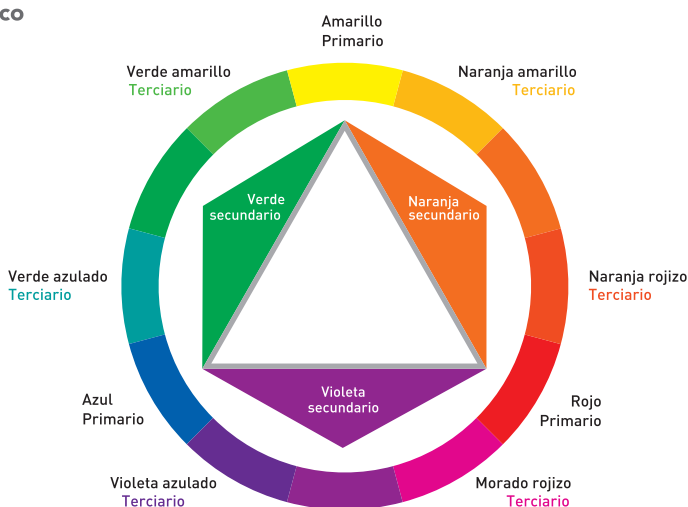 co
Amarillo
Primario
Verde amarillo
Terciario
Naranja amarillo
Terciario
Verde
secundario
Naranja
secundario
Verde azulado
Terciario
Naranja rojizo
Terciario
Azul
Primario
Violeta
secundario
Rojo
Primario
Violeta azulado
Terciario
Morado rojizo
Terciario